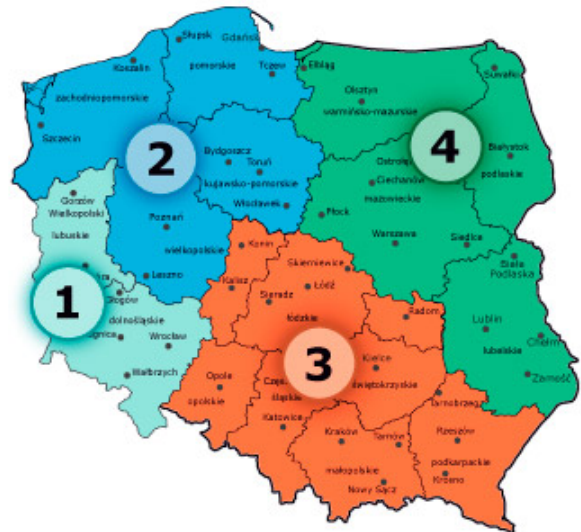 Słupsk
Gdańsk
Koszalin
pomorskie
Tczew
Elbląg
Suwałki
zachodniopomorskie
Olsztyn
warmińsko-mazurskie
Szczecin
2
4
Bydgoszcz
Toruń
Białystok
kujawsko-pomorskie
Ciechanów
podlaskie
Gorzów
Wielkopolski
Włocławek
mazowieckie
Płock
lubuskie
Poznań
wielkopolskie
Warszawa
Siedlce
Konin
Skierniewice
Biała
Podlaska
Leszno
Kalisz
Sieradz
Łódź
1
Głogów
łódzkie
Radom
dolnośląskie
Lublin
Chełm
Wrocław
lubelskie
3
Kielce
Wałbrzych
Opole
świętokrzyskie
Zamość
opolskie
śląskie
Tarnobrzeg
Katowice
Kraków
Tarnów
Rzeszów
małopolskie
podkarpackie
Nowy Sącz
Krosno